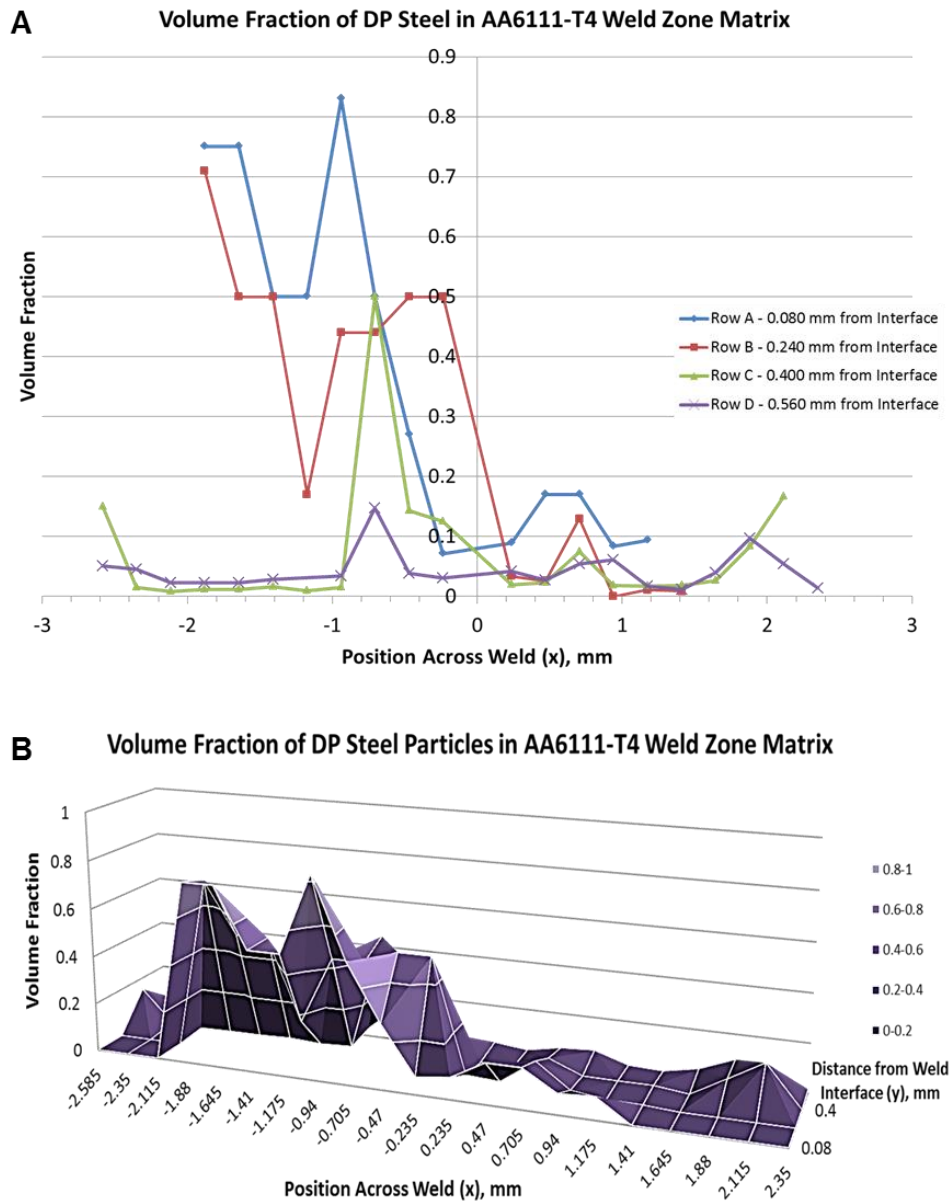 A
Volume Fraction of DP Steel in AA6111-T4 Weld Zone Matrix
0.9
0.8
0.7
0.6
0.5
0.4
0.3
0.2
0.1
0
Volume Fraction
Row A - 0.080 mm from Interface
Row B - 0.240 mm from Interface
Row C - 0.400 mm from Interface
Row D - 0.560 mm from Interface
-3 -2 -1 0 1 2 3
Position Across Weld (x), mm
B
Volume Fraction of DP Steel Particles in AA6111-T4 Weld Zone Matrix
1
0.8
0.6
0.4
0.2
0
Volume Fraction
0.8-1
0.6-0.8
0.4-0.6
0.2-0.4
0-0.2
Distance from Weld
Interface (y), mm
0.4
0.08
-2.585 -2.35 -2.115 -1.88 -1.645 -1.41 -1.175 -0.94 -0.705 -0.47 -0.235 0.235 0.47 0.705 0.94 1.175 1.41 1.645 1.88 2.115 2.35
Position Across Weld (x), mm